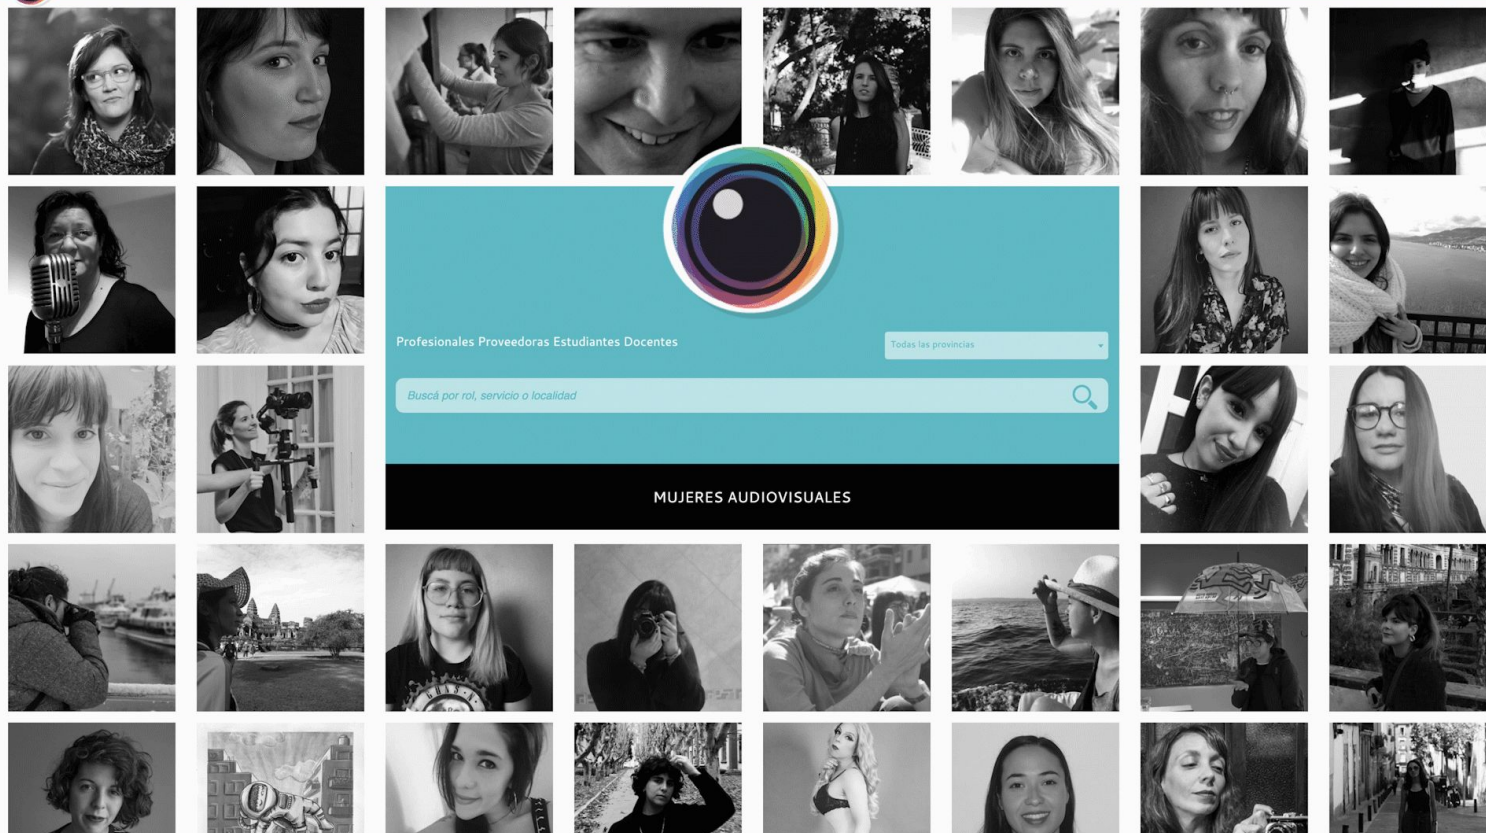 Profesionales Proveedoras Estudiantes Docentes
Todas las provincias
Buscá por rol, servicio o localidad
MUJERES AUDIOVISUALES